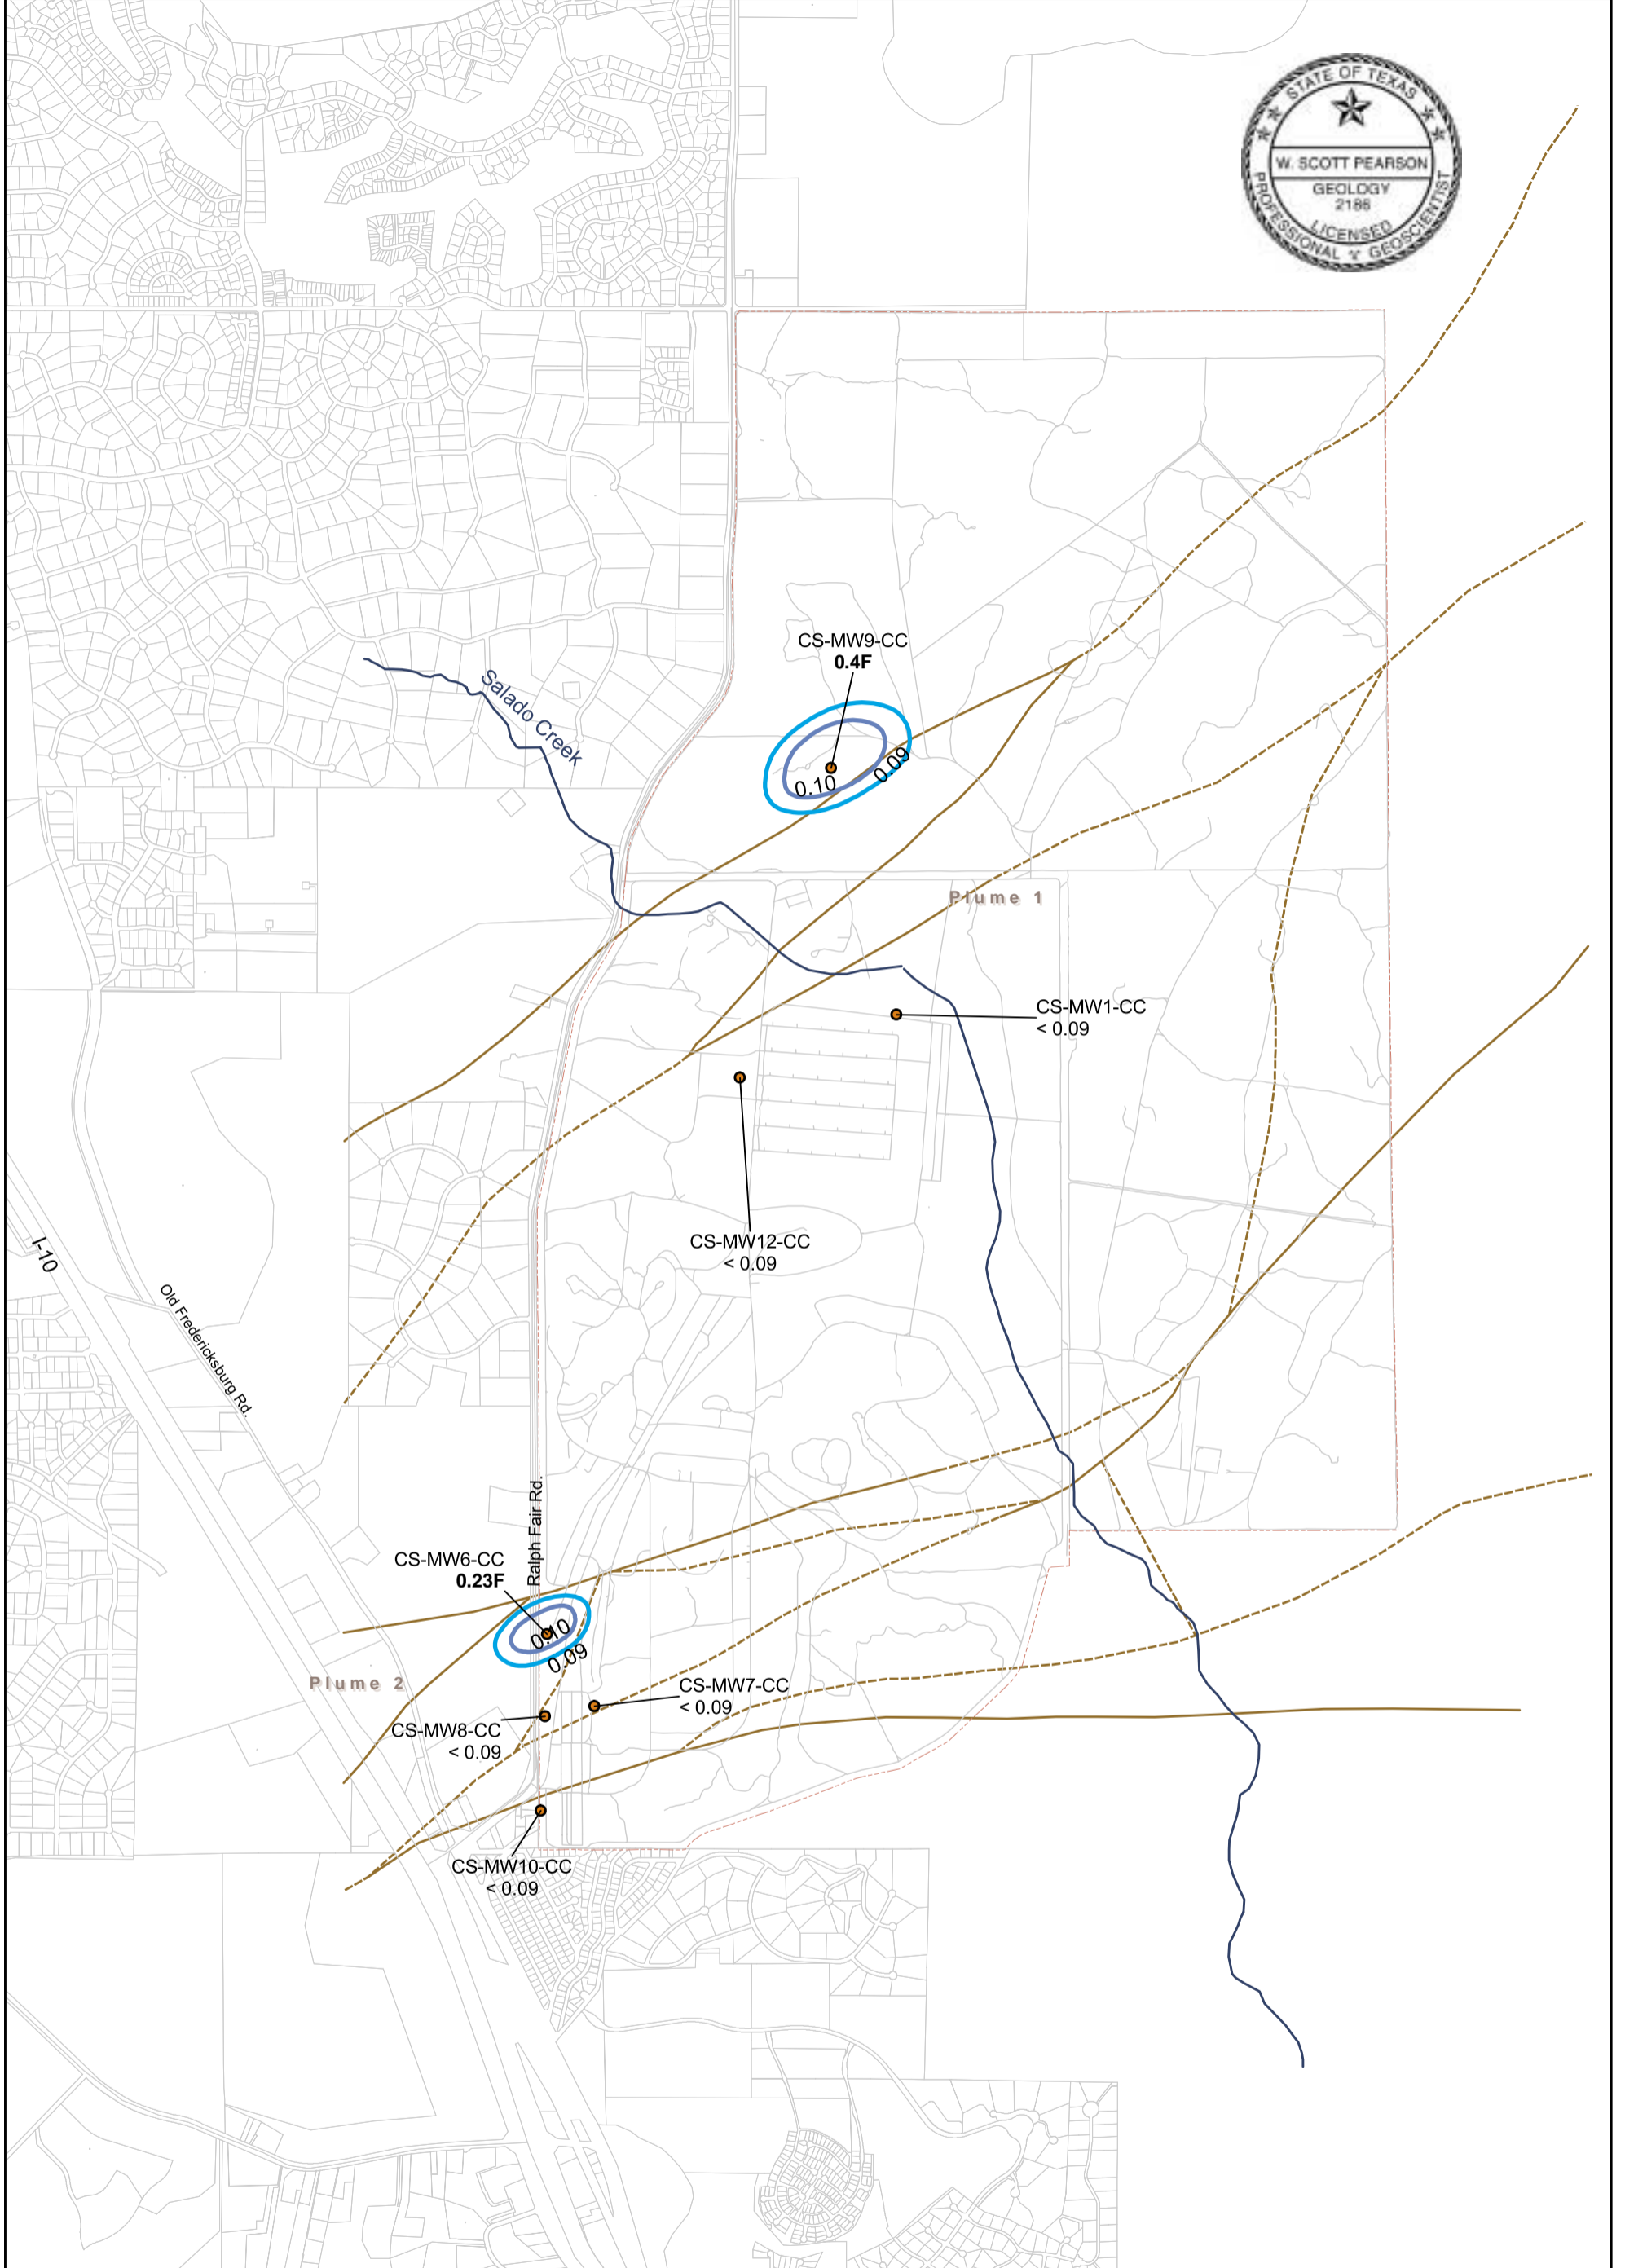 STATE OF TEXAS
W. SCOTT PEARSON
GEOLOGY
2186
LICENSED
PROFESSIONAL GEOSCIENTIST
CS-MW9-CC
0.4F
Salado Creek
0.10
0.09
Plume 1
CS-MW1-CC
< 0.09
CS-MW12-CC
< 0.09
I-10
Old Fredericksburg Rd.
Ralph Fair Rd.
CS-MW6-CC
0.23F
0.10
0.09
Plume 2
CS-MW7-CC
< 0.09
CS-MW8-CC
< 0.09
CS-MW10-CC
< 0.09